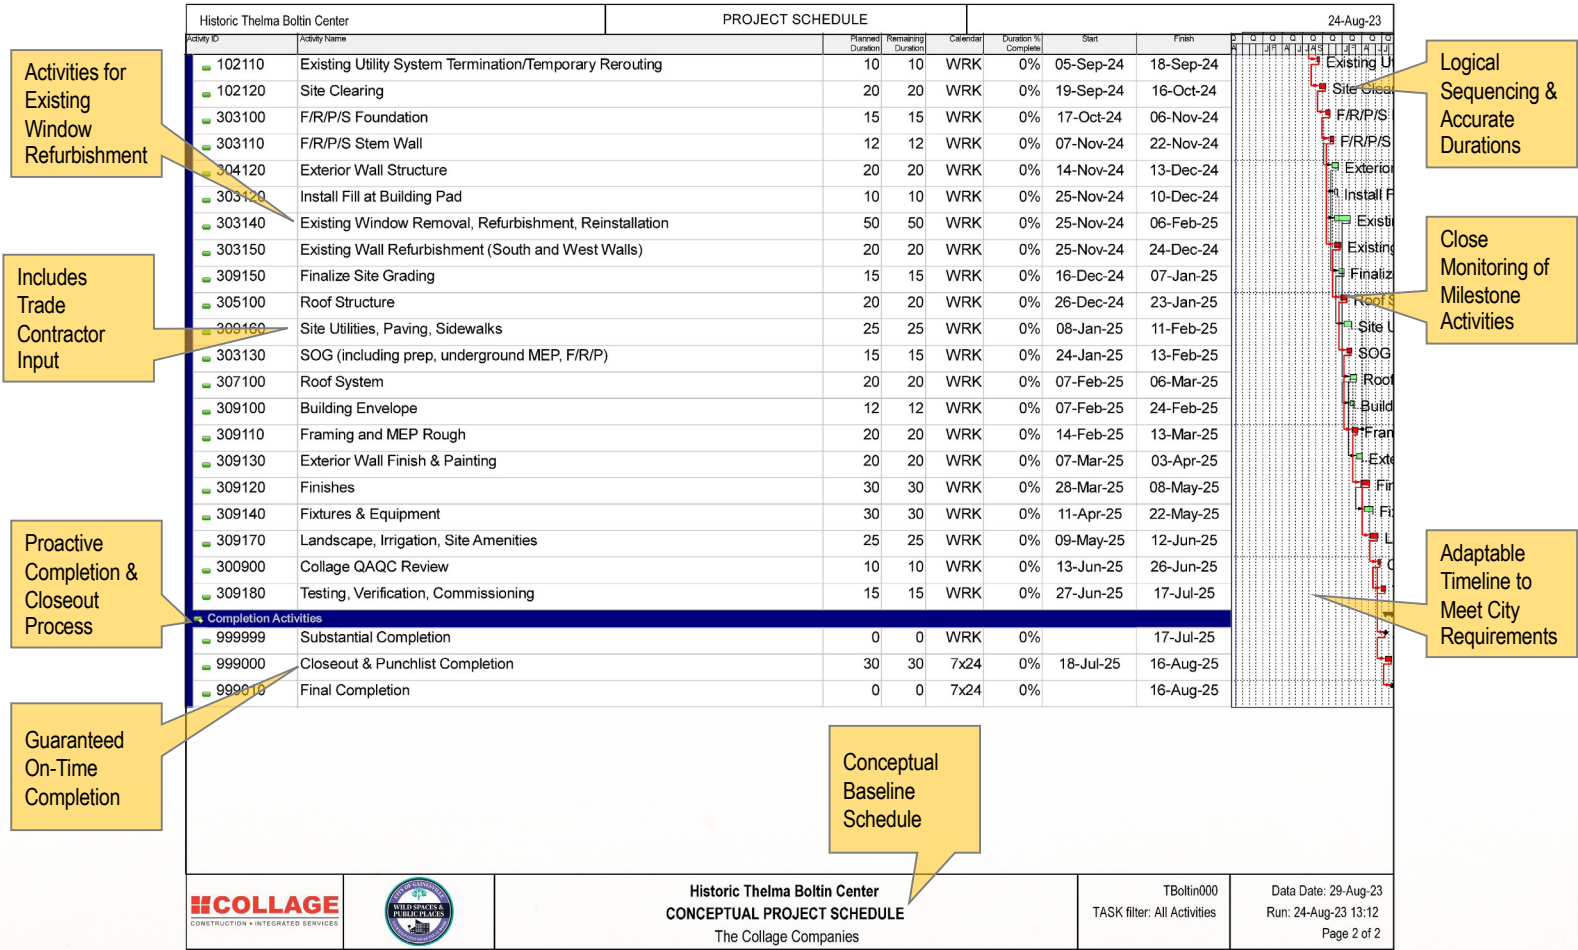 Historic Thelma Boltin Center PROJECT SCHEDULE 24-Aug-23
Activity ID Activity Name Planned Duration Remaining Duration Calendar Duration % Complete Start Finish
102110 Existing Utility System Termination/Temporary Rerouting 10 10 WRK 0% 05-Sep-24 18-Sep-24
102120 Site Clearing 20 20 WRK 0% 19-Sep-24 16-Oct-24
303100 F/R/P/S Foundation 15 15 WRK 0% 17-Oct-24 06-Nov-24
303110 F/R/P/S Stem Wall 12 12 WRK 0% 07-Nov-24 22-Nov-24
304120 Exterior Wall Structure 20 20 WRK 0% 14-Nov-24 13-Dec-24
303120 Install Fill at Building Pad 10 10 WRK 0% 25-Nov-24 10-Dec-24
303140 Existing Window Removal, Refurbishment, Reinstallation 50 50 WRK 0% 25-Nov-24 06-Feb-25
303150 Existing Wall Refurbishment (South and West Walls) 20 20 WRK 0% 25-Nov-24 24-Dec-24
309150 Finalize Site Grading 15 15 WRK 0% 16-Dec-24 07-Jan-25
305100 Roof Structure 20 20 WRK 0% 26-Dec-24 23-Jan-25
309160 Site Utilities, Paving, Sidewalks 25 25 WRK 0% 08-Jan-25 11-Feb-25
303130 SOG (including prep, underground MEP, F/R/P) 15 15 WRK 0% 24-Jan-25 13-Feb-25
307100 Roof System 20 20 WRK 0% 07-Feb-25 06-Mar-25
309100 Building Envelope 12 12 WRK 0% 07-Feb-25 24-Feb-25
309110 Framing and MEP Rough 20 20 WRK 0% 14-Feb-25 13-Mar-25
309130 Exterior Wall Finish & Painting 20 20 WRK 0% 07-Mar-25 03-Apr-25
309120 Finishes 30 30 WRK 0% 28-Mar-25 08-May-25
309140 Fixtures & Equipment 30 30 WRK 0% 11-Apr-25 22-May-25
309170 Landscape, Irrigation, Site Amenities 25 25 WRK 0% 09-May-25 12-Jun-25
300900 Collage QAQC Review 10 10 WRK 0% 13-Jun-25 26-Jun-25
309180 Testing, Verification, Commissioning 15 15 WRK 0% 27-Jun-25 17-Jul-25
Completion Activities
999999 Substantial Completion 0 0 WRK 0% 17-Jul-25
999000 Closeout & Punchlist Completion 30 30 7x24 0% 18-Jul-25 16-Aug-25
999010 Final Completion 0 0 7x24 0% 16-Aug-25
Existing Ut
Site Clear
F/R/P/S
F/R/P/S
Exterior
Install F
Existi
Existing
Finaliz
Roof S
Site U
SOG
Roof
Build
Fran
Exte
Fin
Fi
L
Activities for
Existing
Window
Refurbishment
Includes
Trade
Contractor
Input
Proactive
Completion &
Closeout
Process
Guaranteed
On-Time
Completion
Logical
Sequencing &
Accurate
Durations
Close
Monitoring of
Milestone
Activities
Adaptable
Timeline to
Meet City
Requirements
Conceptual
Baseline
Schedule
COLLAGE
CONSTRUCTION • INTEGRATED SERVICES
CITY OF GAINESVILLE
WILD SPACES &
PUBLIC PLACES
Historic Thelma Boltin Center
CONCEPTUAL PROJECT SCHEDULE
The Collage Companies
TBoltin000
TASK filter: All Activities
Data Date: 29-Aug-23
Run: 24-Aug-23 13:12
Page 2 of 2